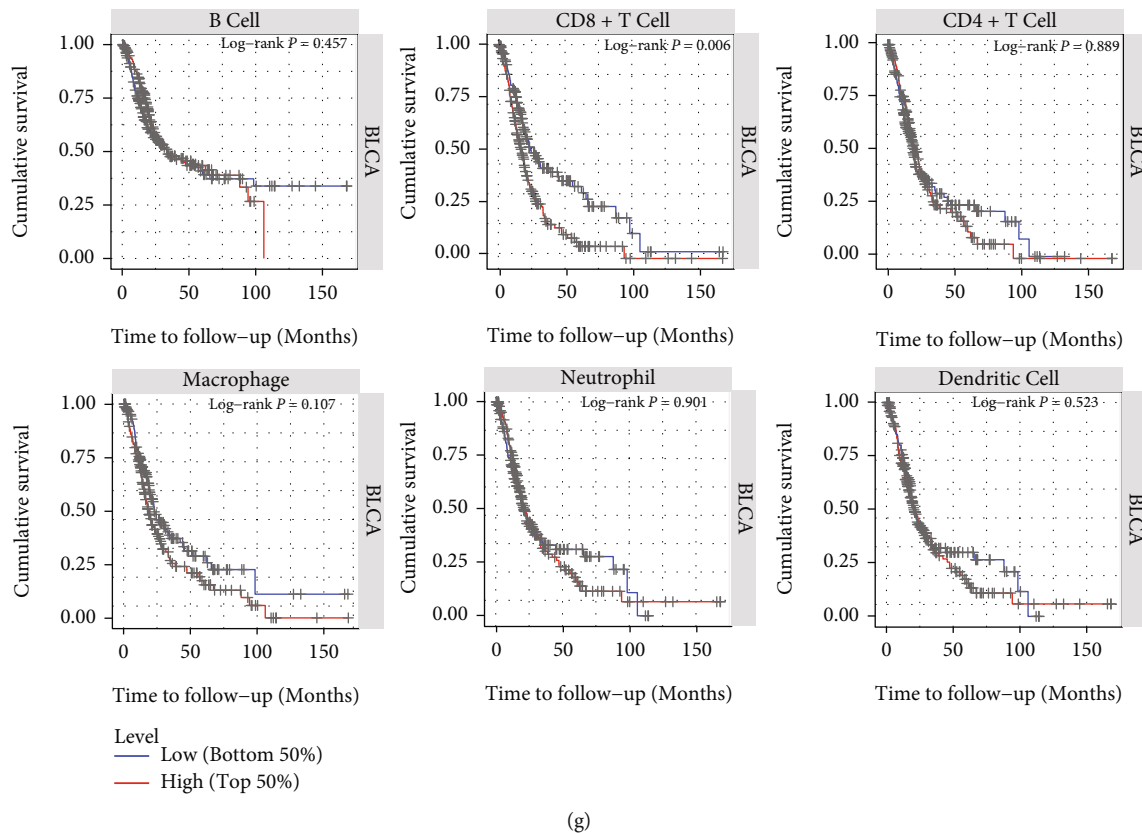 B Cell
Log−rank P = 0.457
1.00
0.75
0.50
0.25
0.00
Cumulative survival
BLCA
0 50 100 150
Time to follow−up (Months)
CD8 + T Cell
Log−rank P = 0.006
1.00
0.75
0.50
0.25
0.00
Cumulative survival
BLCA
0 50 100 150
Time to follow−up (Months)
CD4 + T Cell
Log−rank P = 0.889
1.00
0.75
0.50
0.25
0.00
Cumulative survival
BLCA
0 50 100 150
Time to follow−up (Months)
Macrophage
Log−rank P = 0.107
1.00
0.75
0.50
0.25
0.00
Cumulative survival
BLCA
0 50 100 150
Time to follow−up (Months)
Neutrophil
Log−rank P = 0.901
1.00
0.75
0.50
0.25
0.00
Cumulative survival
BLCA
0 50 100 150
Time to follow−up (Months)
Dendritic Cell
Log−rank P = 0.523
1.00
0.75
0.50
0.25
0.00
Cumulative survival
BLCA
0 50 100 150
Time to follow−up (Months)
Level
Low (Bottom 50%)
High (Top 50%)
(g)